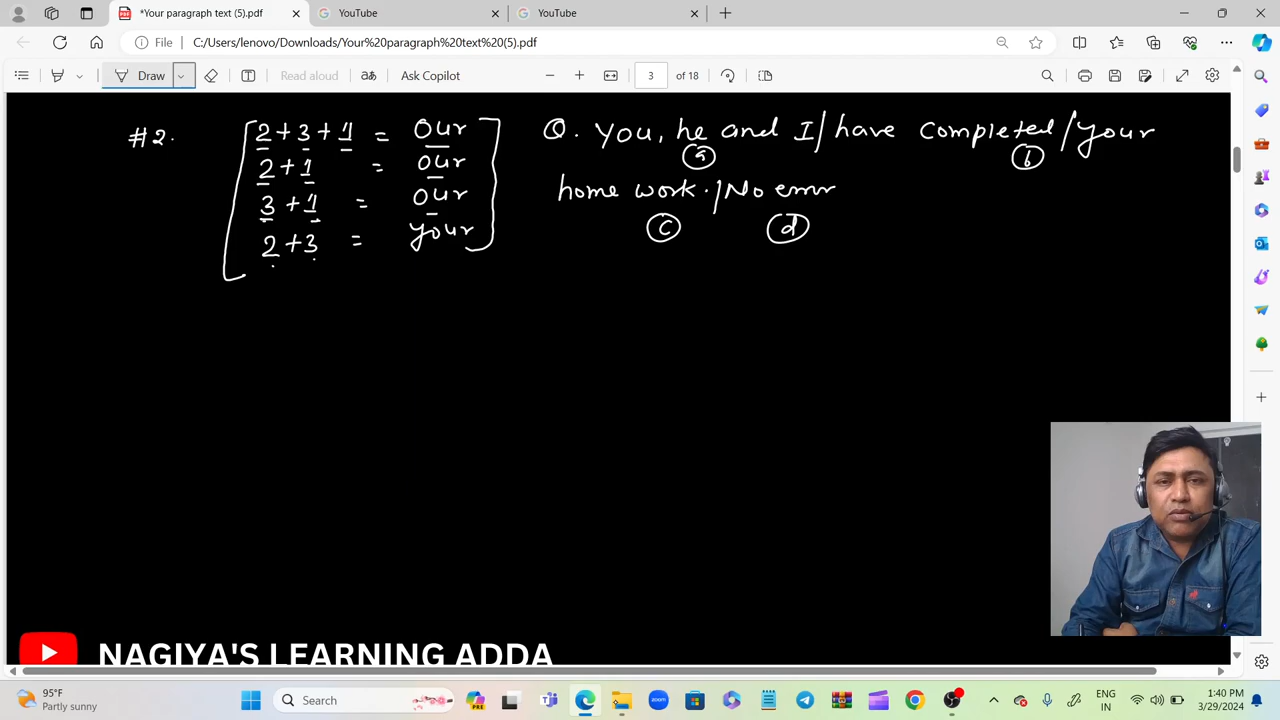 *Your paragraph text (5).pdf
YouTube
YouTube
File
C:/Users/lenovo/Downloads/Your%20paragraph%20text%20(5).pdf
Draw
Read aloud
Ask Copilot
3 of 18
#2. 2+3+1 = Our
2+1 = Our
3+1 = Our
2+3 = your
Q. You, he and I/have completed/your
a b
home work./No error
c d
NAGIYA'S LEARNING ADDA
95°F
Partly sunny
Search
ENG
IN
1:40 PM
3/29/2024